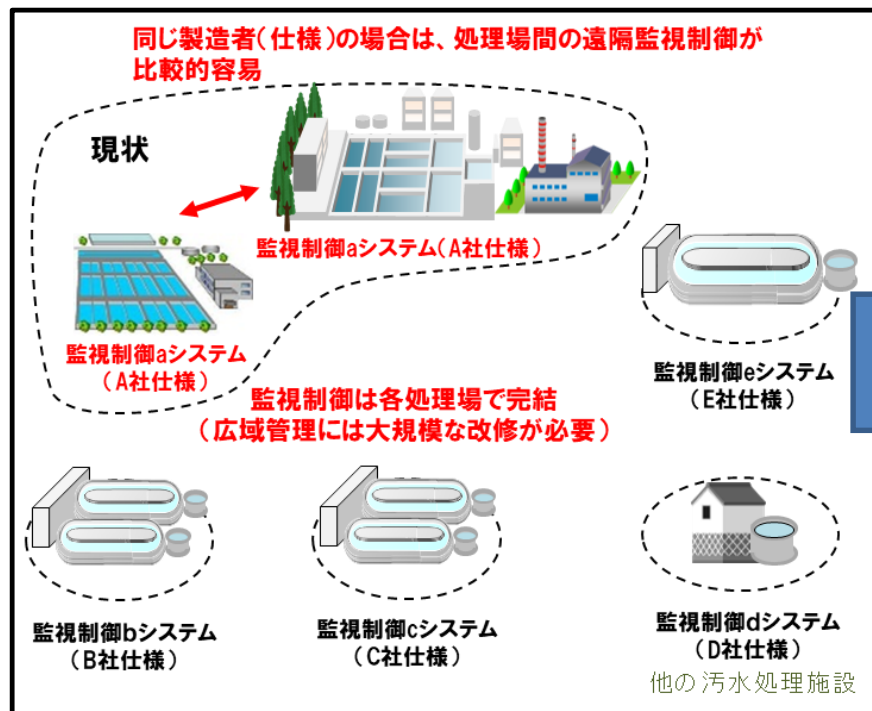 同じ製造者(仕様)の場合は、処理場間の遠隔監視制御が
比較的容易
現状
監視制御aシステム(A社仕様)
監視制御aシステム
(A社仕様)
監視制御eシステム
(E社仕様)
監視制御は各処理場で完結
(広域管理には大規模な改修が必要)
監視制御bシステム
(B社仕様)
監視制御cシステム
(C社仕様)
監視制御dシステム
(D社仕様)
他の汚水処理施設